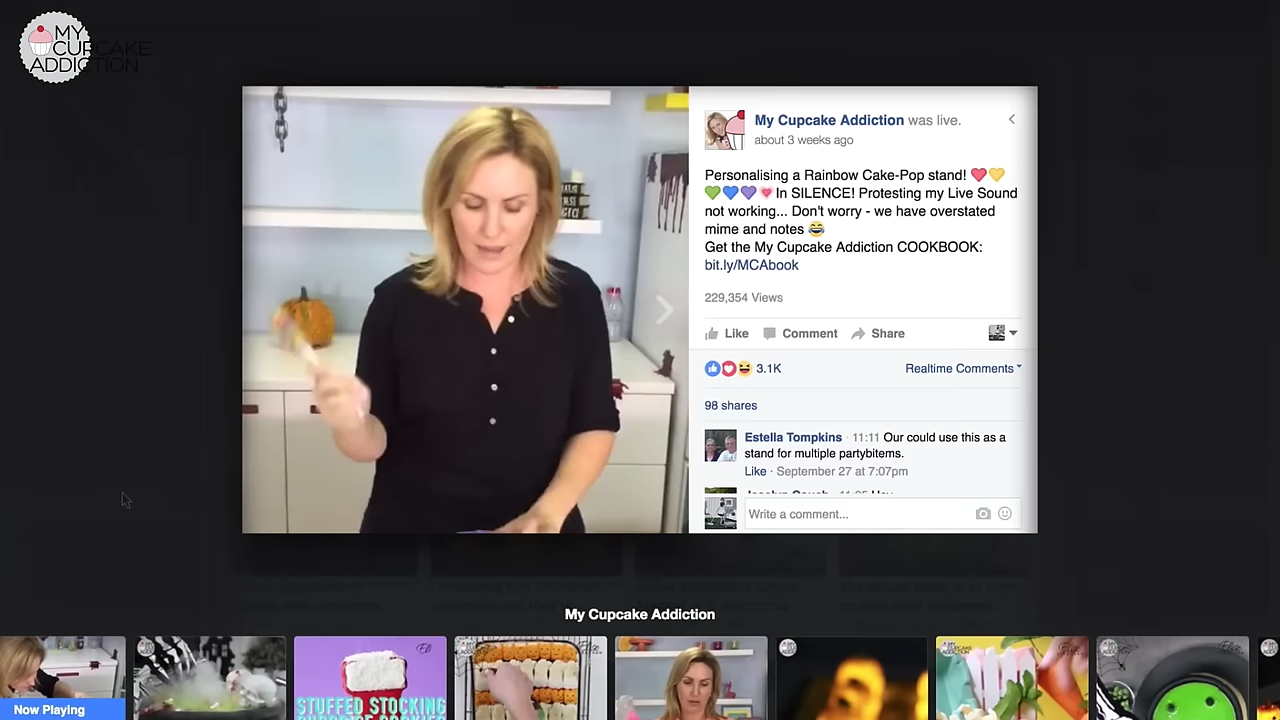 MY
CUPCAKE
ADDICTION
My Cupcake Addiction was live.
about 3 weeks ago
Personalising a Rainbow Cake-Pop stand! ❤️💛
💚💙💜💗In SILENCE! Protesting my Live Sound
not working... Don't worry - we have overstated
mime and notes 😂
Get the My Cupcake Addiction COOKBOOK:
bit.ly/MCAbook
229,354 Views
Like Comment Share
3.1K Realtime Comments
98 shares
Estella Tompkins · 11:11 Our could use this as a
stand for multiple partybitems.
Like · September 27 at 7:07pm
Write a comment...
My Cupcake Addiction
Now Playing
STUFFED STOCKING